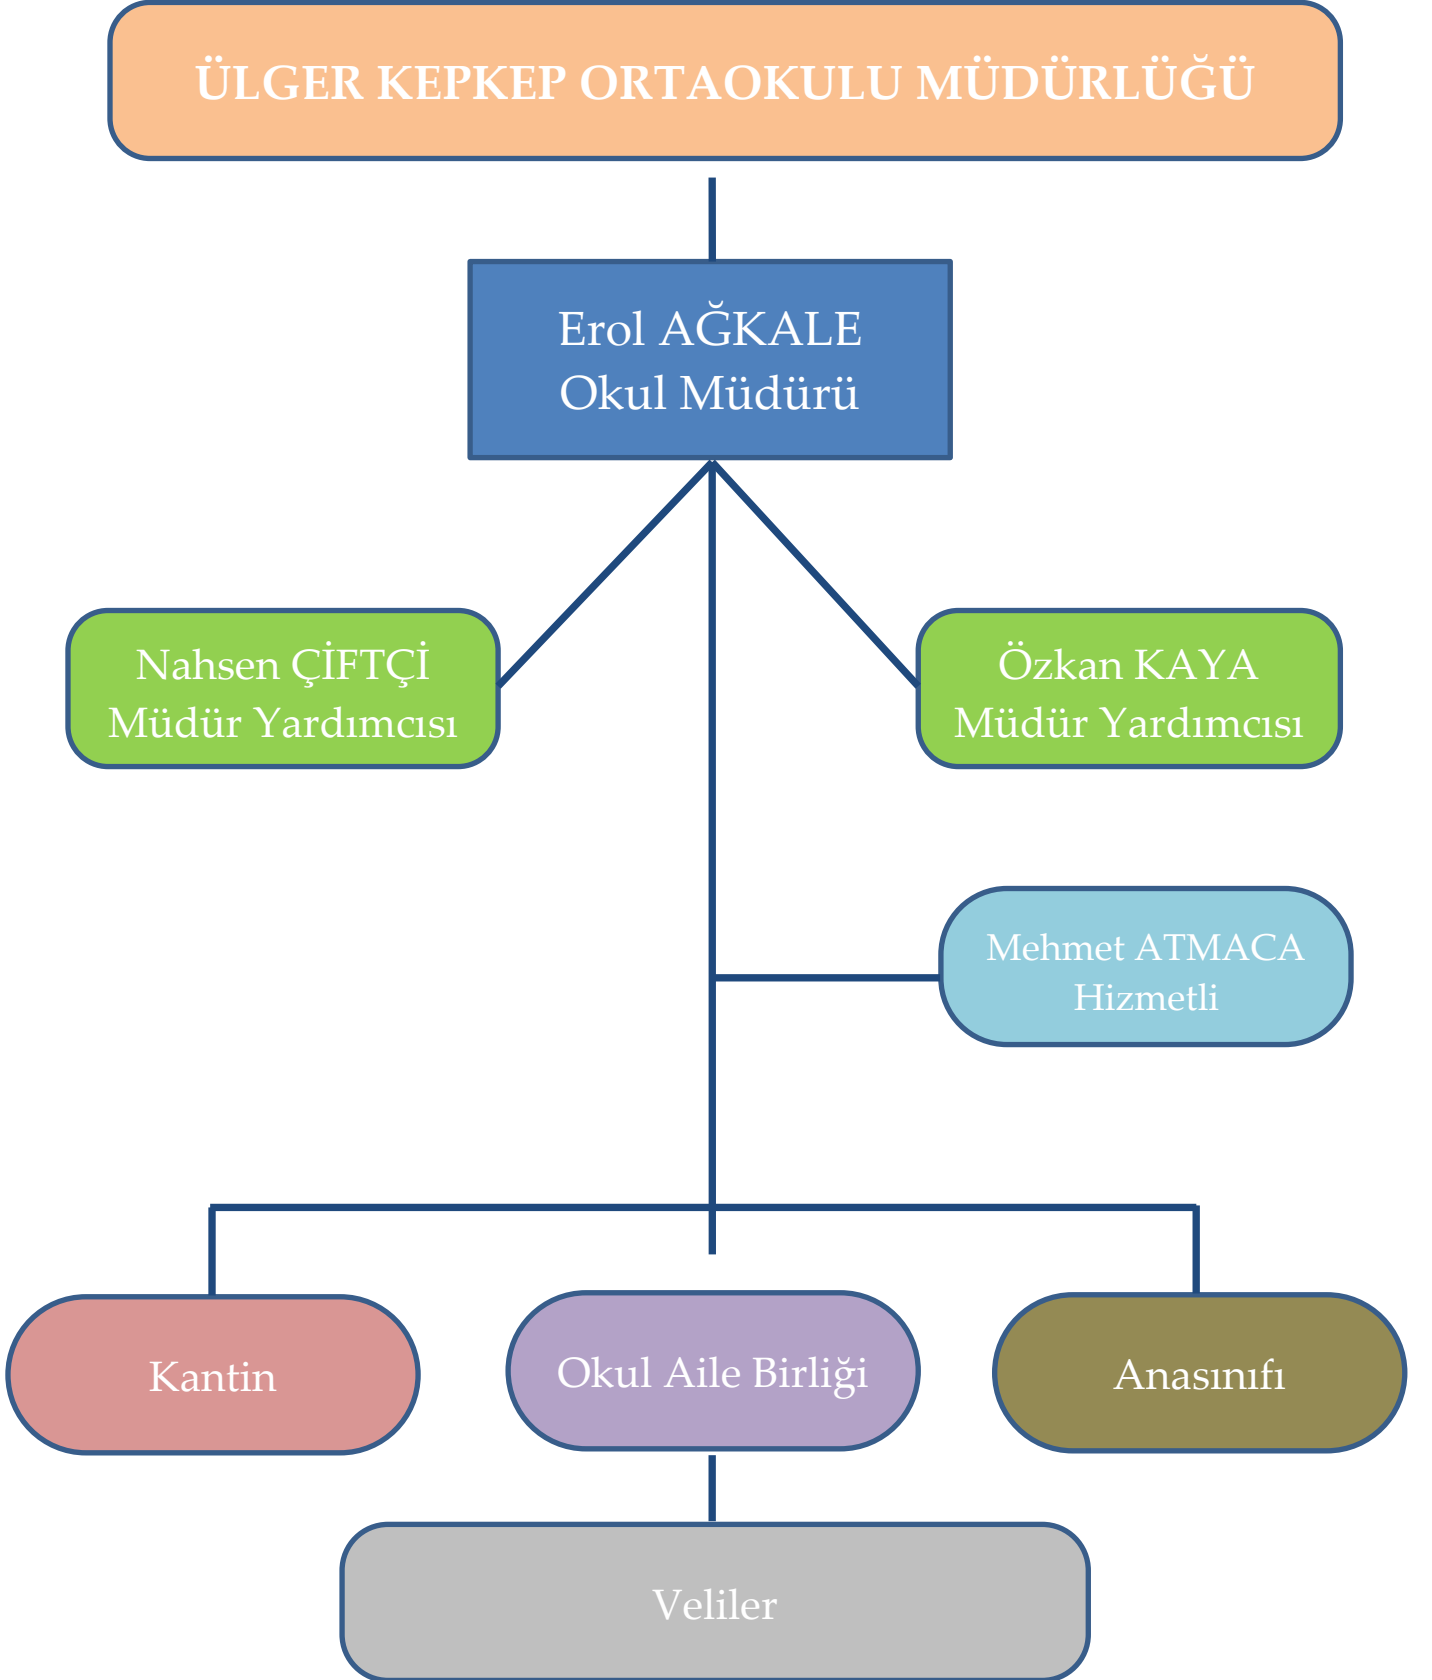 ÜLGER KEPKEP ORTAOKULU MÜDÜRLÜĞÜ
Erol AĞKALE
Okul Müdürü
Nahsen ÇİFTÇİ
Müdür Yardımcısı
Özkan KAYA
Müdür Yardımcısı
Mehmet ATMACA
Hizmetli
Kantin
Okul Aile Birliği
Anasınıfı
Veliler